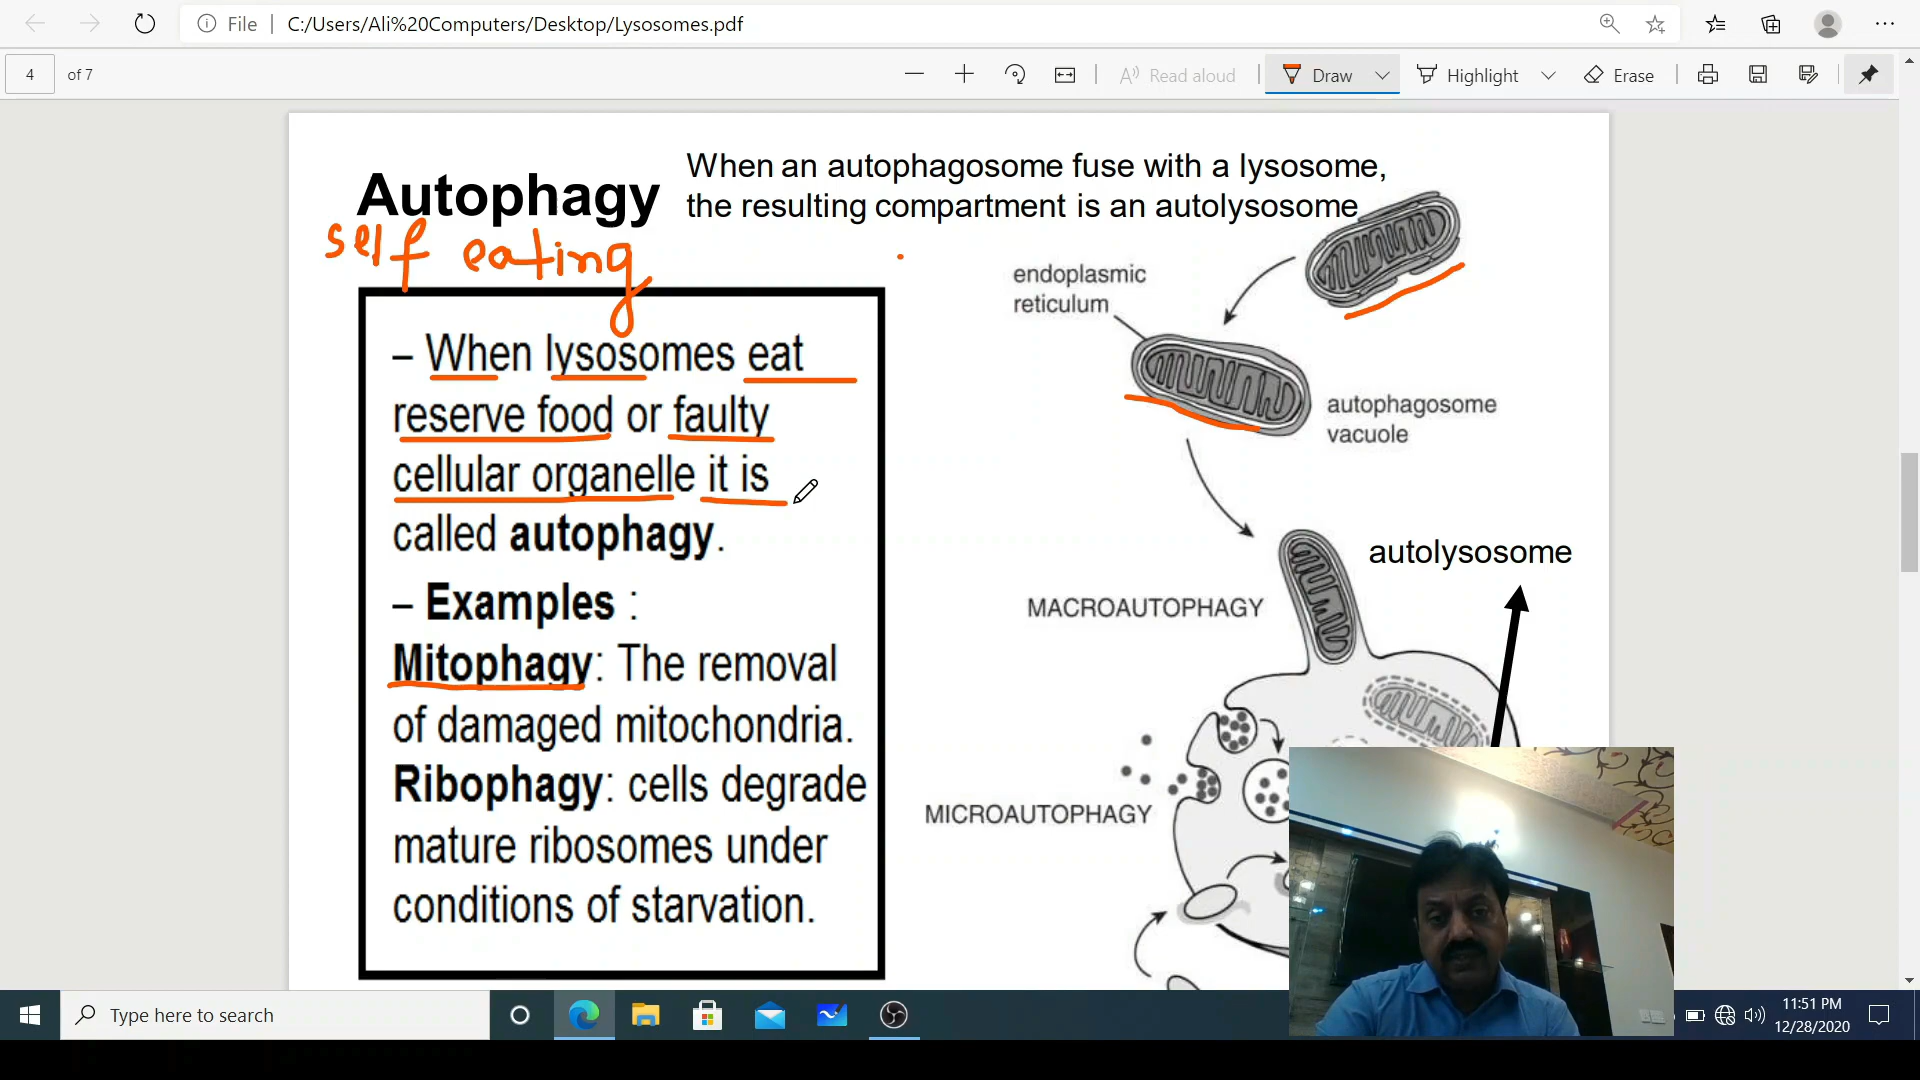 File
C:/Users/Ali%20Computers/Desktop/Lysosomes.pdf
4 of 7
Read aloud
Draw
Highlight
Erase
Autophagy
When an autophagosome fuse with a lysosome,
the resulting compartment is an autolysosome
self eating
– When lysosomes eat
reserve food or faulty
cellular organelle it is
called autophagy.
– Examples :
Mitophagy: The removal
of damaged mitochondria.
Ribophagy: cells degrade
mature ribosomes under
conditions of starvation.
endoplasmic
reticulum
autophagosome
vacuole
autolysosome
MACROAUTOPHAGY
MICROAUTOPHAGY
Type here to search
11:51 PM
12/28/2020